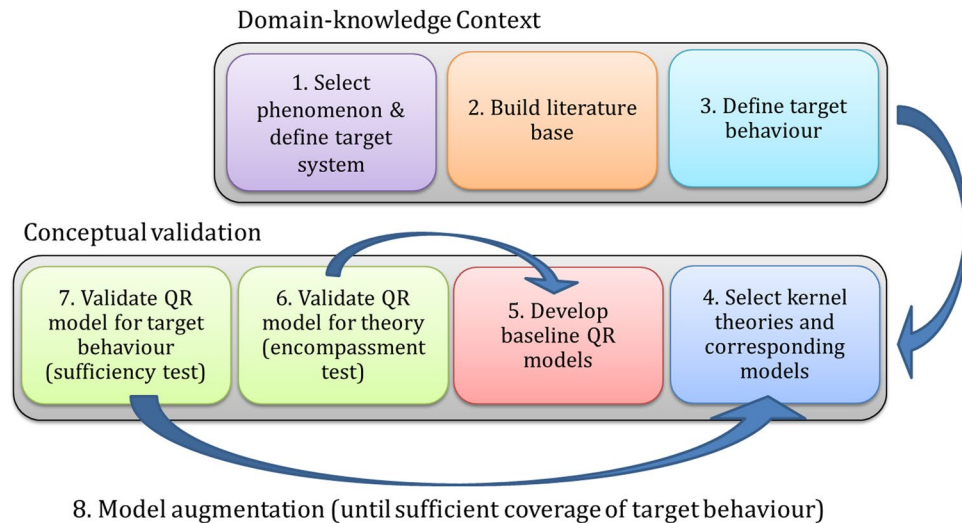 Domain-knowledge Context
1. Select
phenomenon &
define target
system
2. Build literature
base
3. Define target
behaviour
Conceptual validation
7. Validate QR
model for target
behaviour
(sufficiency test)
6. Validate QR
model for theory
(encompassment
test)
5. Develop
baseline QR
models
4. Select kernel
theories and
corresponding
models
8. Model augmentation (until sufficient coverage of target behaviour)